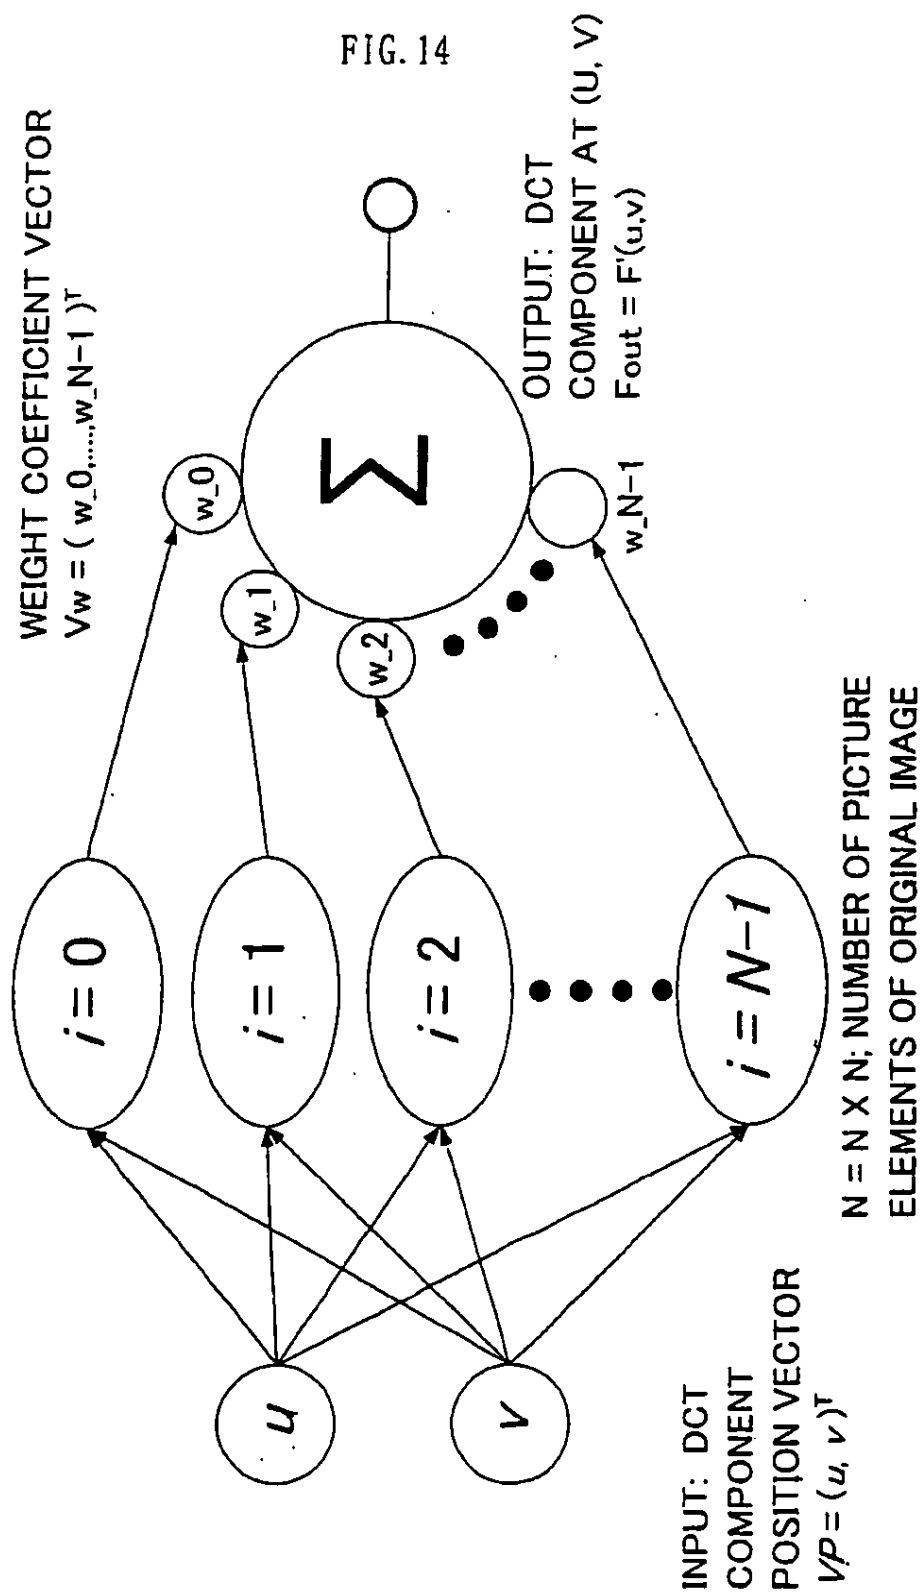 FIG. 14
WEIGHT COEFFICIENT VECTOR
Vw = ( w_0,....,w_N-1 )ᵀ
u
v
i = 0
i = 1
i = 2
i = N-1
w_0
w_1
w_2
w_N-1
Σ
OUTPUT: DCT
COMPONENT AT (U, V)
Fout = F'(u,v)
INPUT: DCT
COMPONENT
POSITION VECTOR
VP = (u, v)ᵀ
N = N X N; NUMBER OF PICTURE
ELEMENTS OF ORIGINAL IMAGE